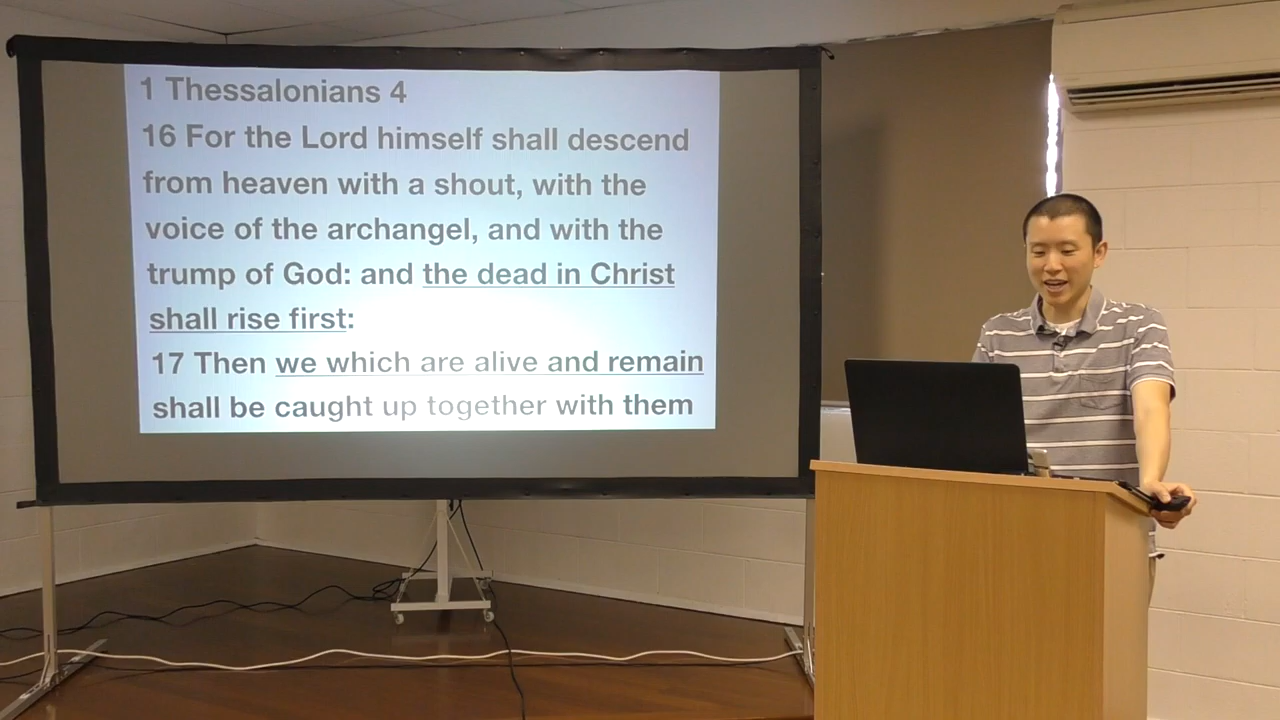 1 Thessalonians 4
16 For the Lord himself shall descend
from heaven with a shout, with the
voice of the archangel, and with the
trump of God: and the dead in Christ
shall rise first:
17 Then we which are alive and remain
shall be caught up together with them